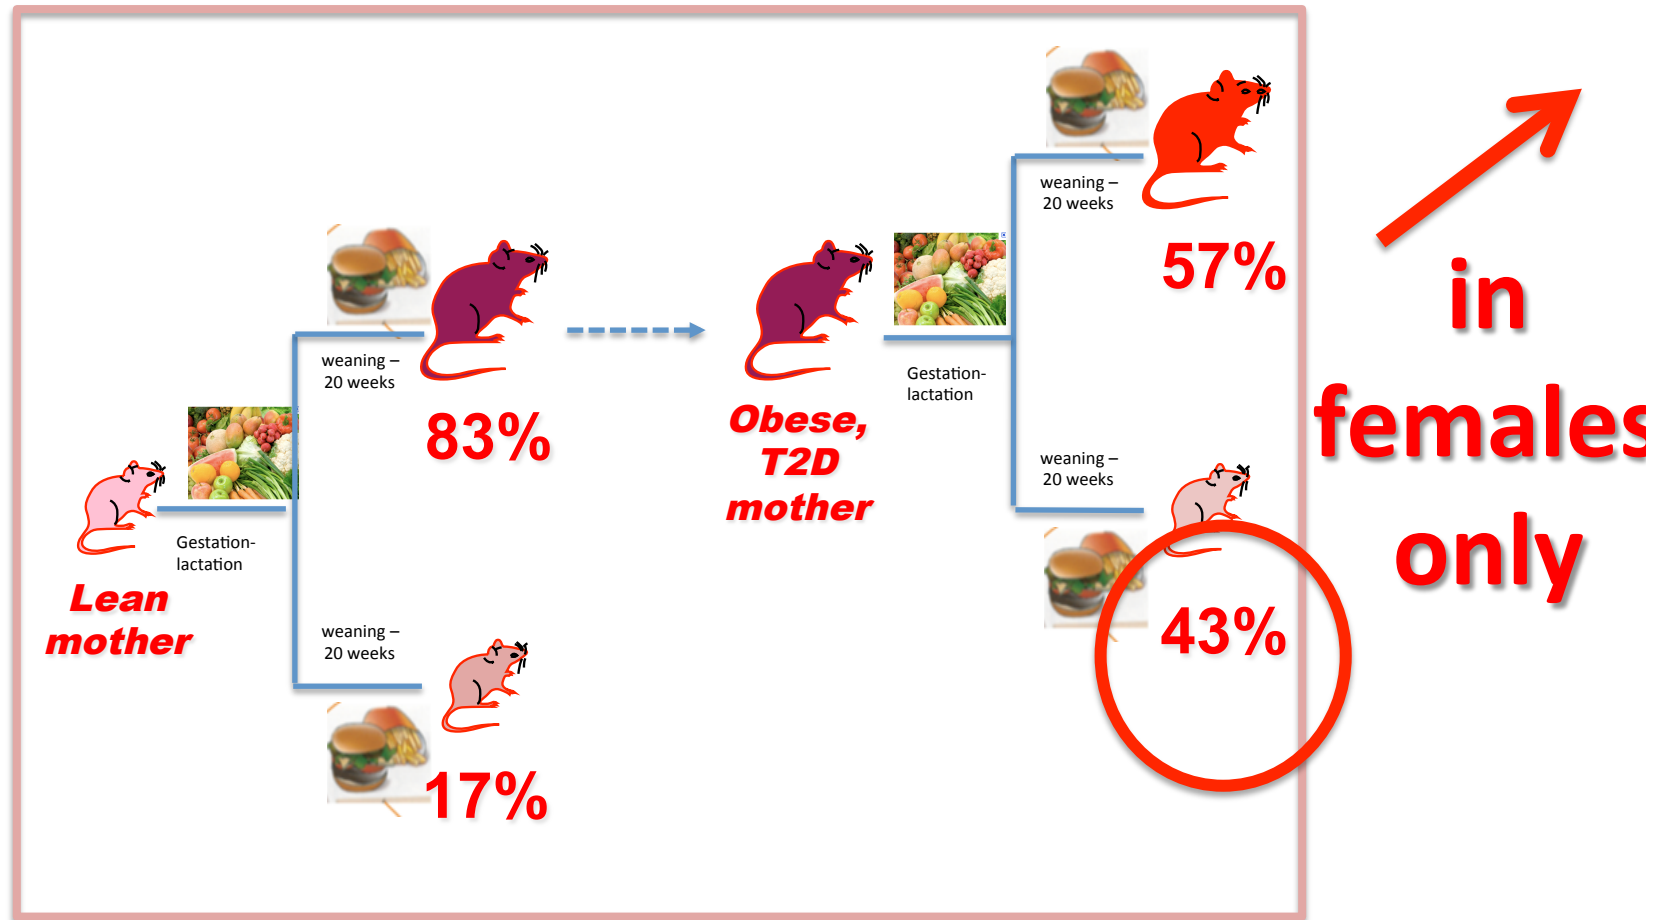 Lean
mother
Gestation-
lactation
weaning –
20 weeks
83%
weaning –
20 weeks
17%
Obese,
T2D
mother
Gestation-
lactation
weaning –
20 weeks
57%
weaning –
20 weeks
43%
in
females
only